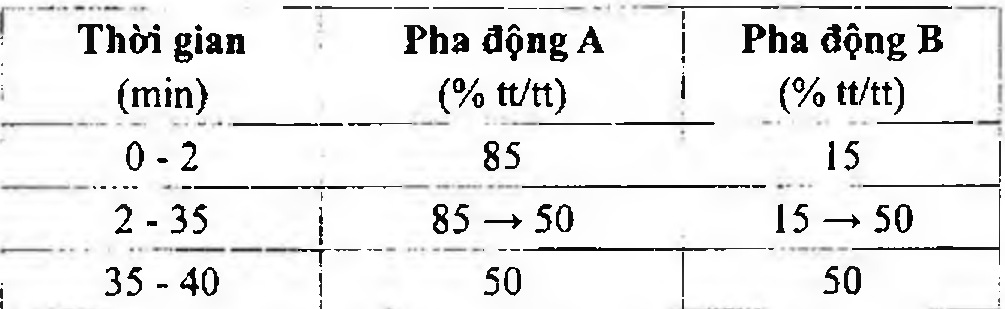 Thời gian Pha động A Pha động B
(min) (% tt/tt) (% tt/tt)
0 - 2 85 15
2 - 35 85 → 50 15 → 50
35 - 40 50 50